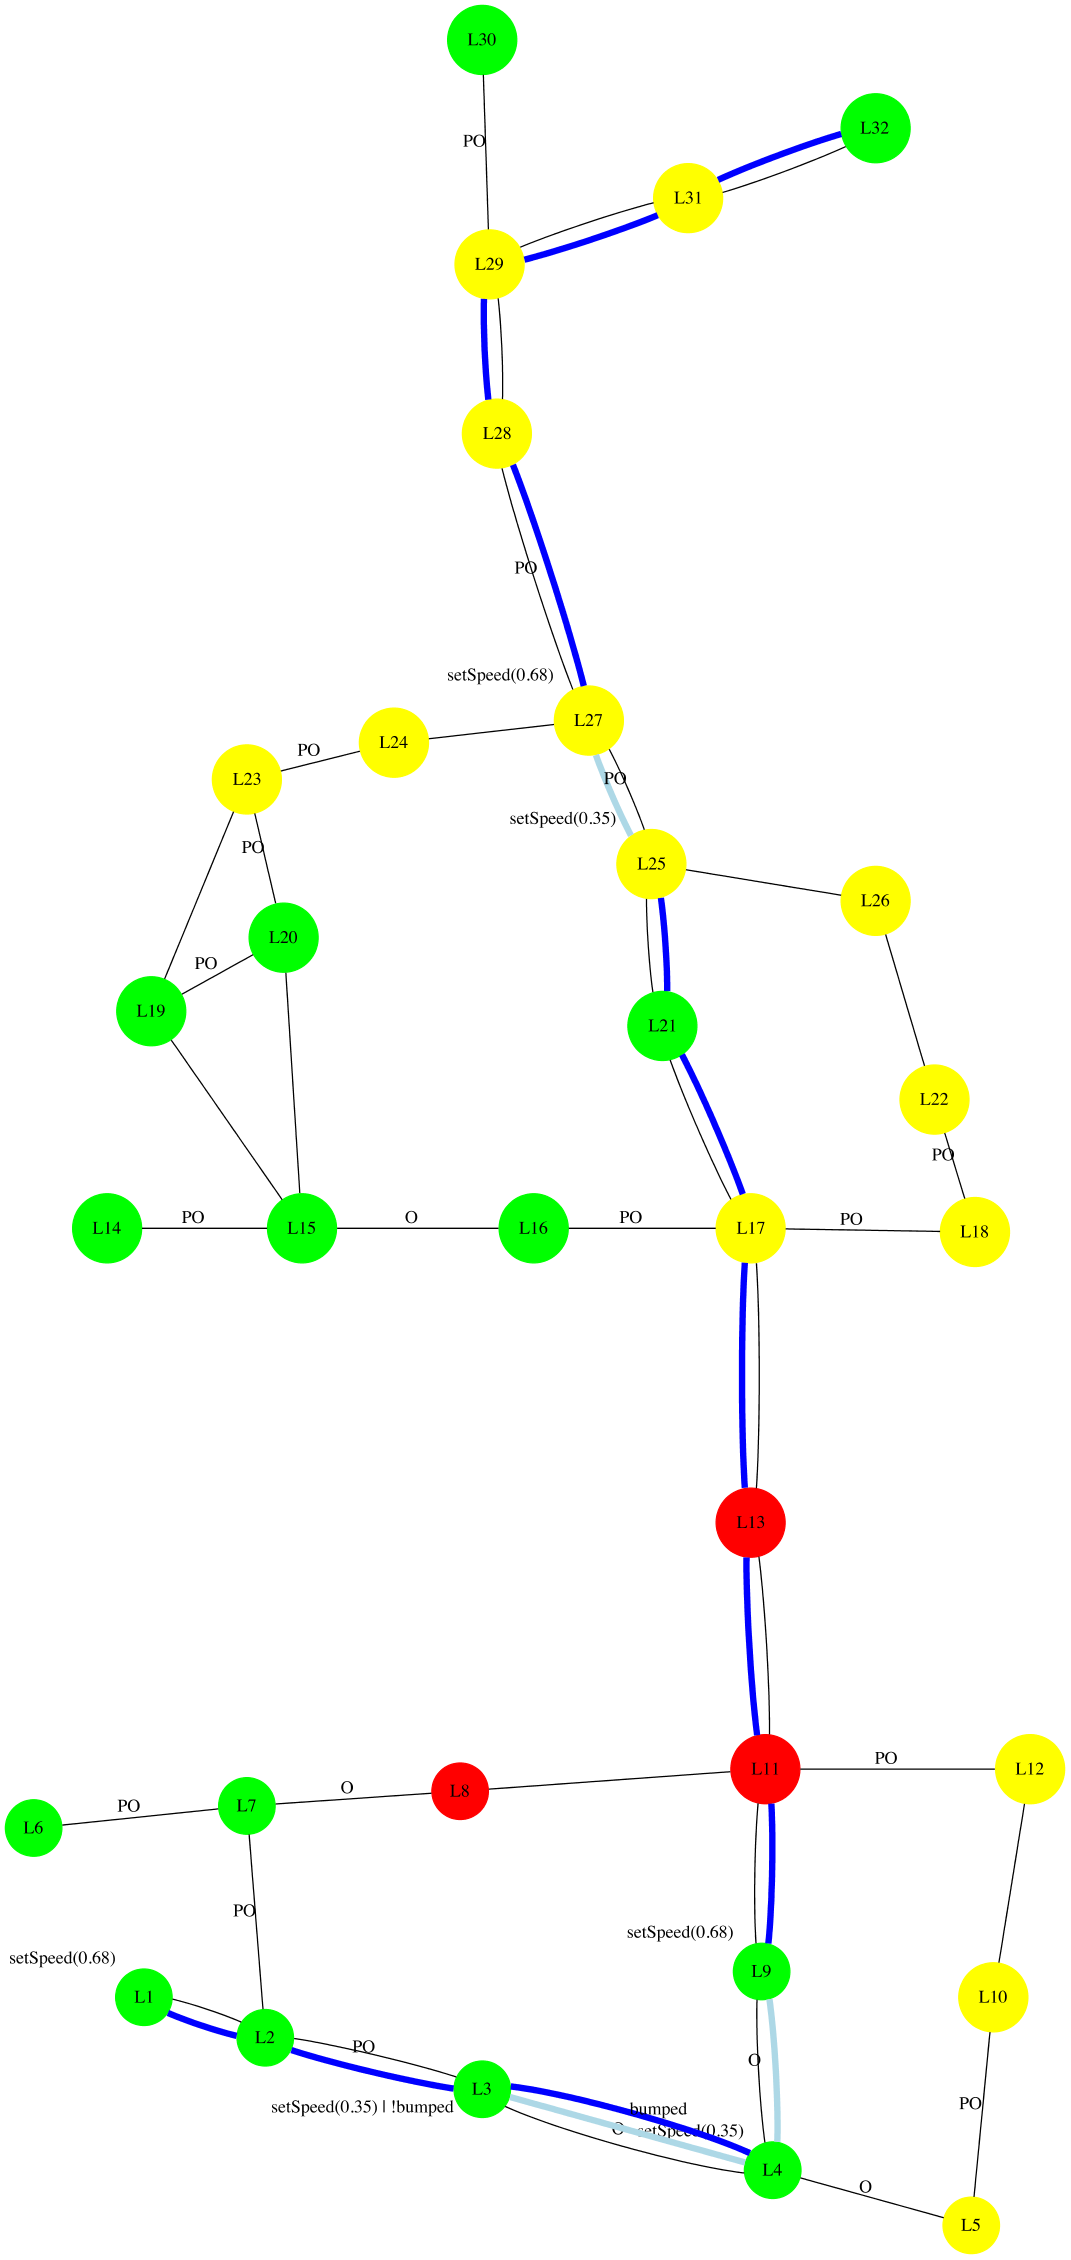 L30
L32
PO
L31
L29
L28
PO
setSpeed(0.68)
L27
L24
PO
L23
PO
setSpeed(0.35)
PO
L25
L26
L20
PO
L19
L21
L22
PO
L14
PO
L15
O
L16
PO
L17
PO
L18
L13
L11
PO
L12
O
L8
PO
L7
L6
PO
setSpeed(0.68)
setSpeed(0.68)
L9
L1
L10
L2
PO
O
L3
setSpeed(0.35) | !bumped
bumped
O
setSpeed(0.35)
PO
L4
O
L5